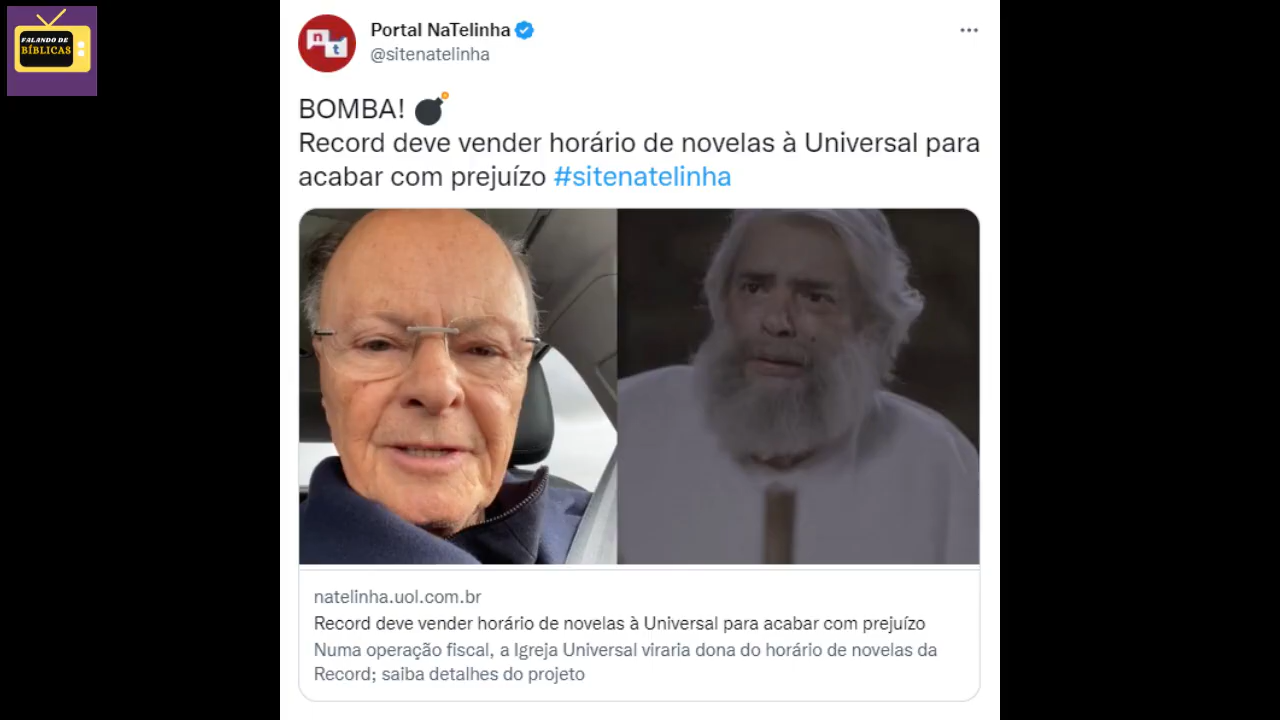 FALANDO DE
BÍBLICAS
n
t
Portal NaTelinha
@sitenatelinha
BOMBA! 💣
Record deve vender horário de novelas à Universal para
acabar com prejuízo #sitenatelinha
natelinha.uol.com.br
Record deve vender horário de novelas à Universal para acabar com prejuízo
Numa operação fiscal, a Igreja Universal viraria dona do horário de novelas da
Record; saiba detalhes do projeto